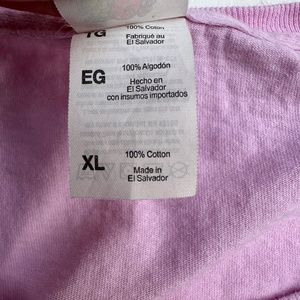 TG
100% Cotton
Fabriqué au
El Salvador
EG
100% Algodón
Hecho en
El Salvador
con insumos importados
XL
100% Cotton
Made in
El Salvador